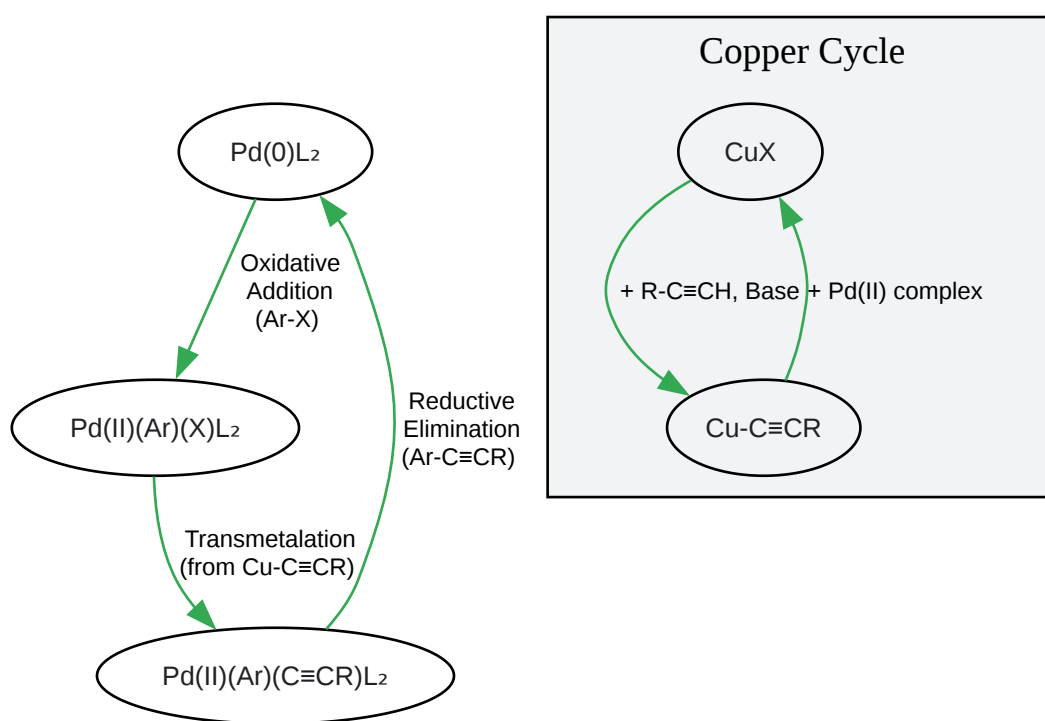 Copper Cycle
Pd(0)L₂
CuX
Oxidative
Addition
(Ar-X)
+ R-C≡CH, Base
+ Pd(II) complex
Pd(II)(Ar)(X)L₂
Reductive
Elimination
(Ar-C≡CR)
Cu-C≡CR
Transmetalation
(from Cu-C≡CR)
Pd(II)(Ar)(C≡CR)L₂